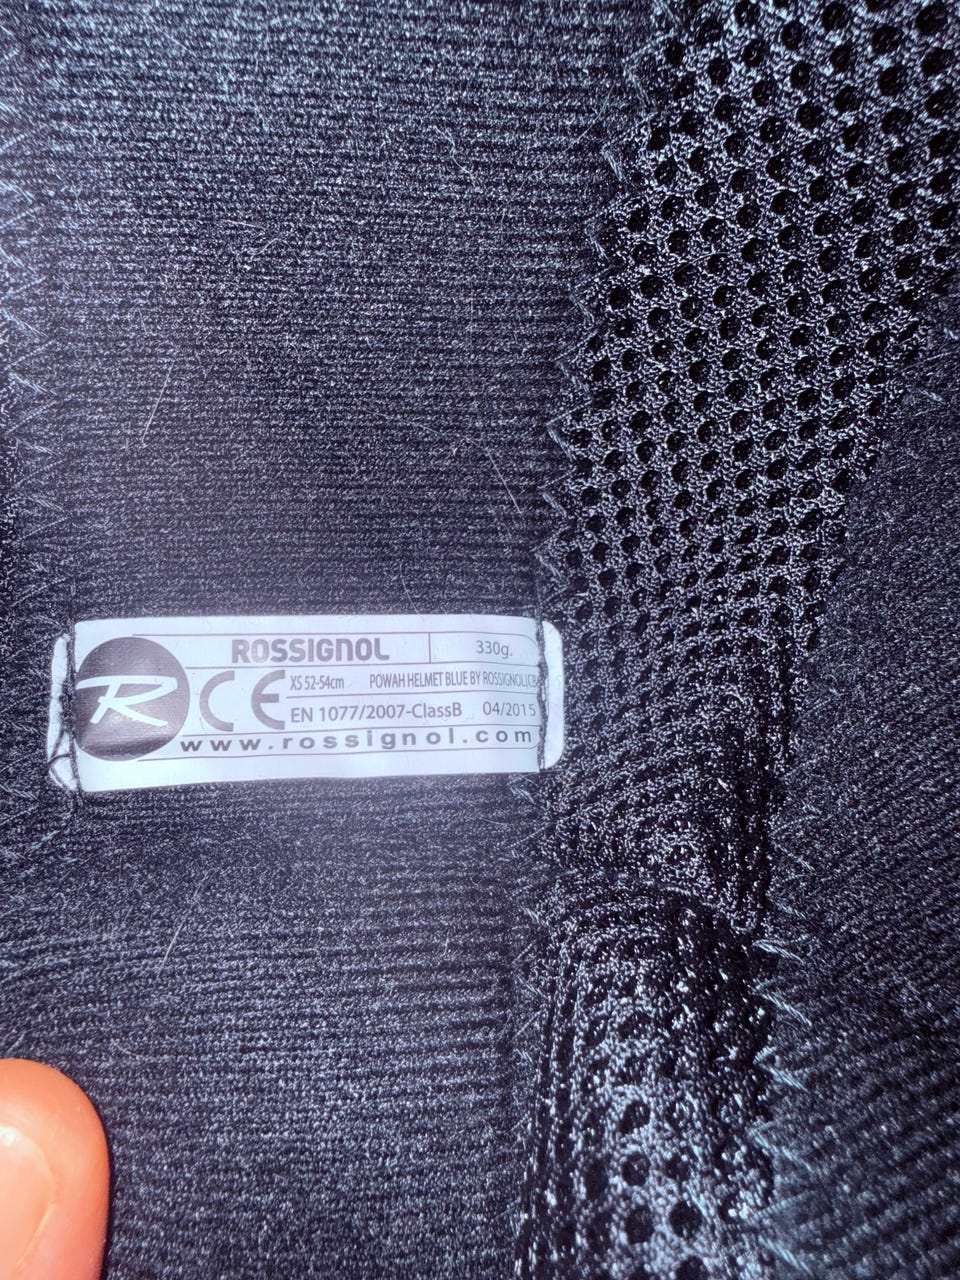 ROSSIGNOL 330g.
R CE XS 52-54cm POWAH HELMET BLUE BY ROSSIGNOL
EN 1077/2007-ClassB 04/2015
www.rossignol.com